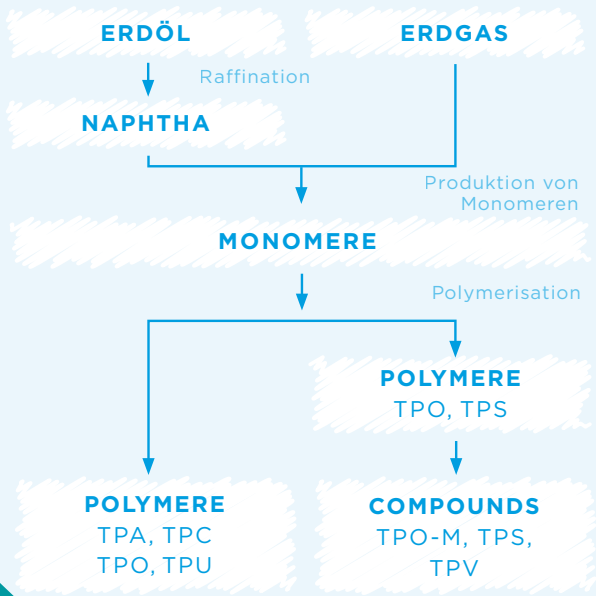 ERDÖL
ERDGAS
Raffination
NAPHTHA
Produktion von
Monomeren
MONOMERE
Polymerisation
POLYMERE
TPO, TPS
POLYMERE
TPA, TPC
TPO, TPU
COMPOUNDS
TPO-M, TPS,
TPV